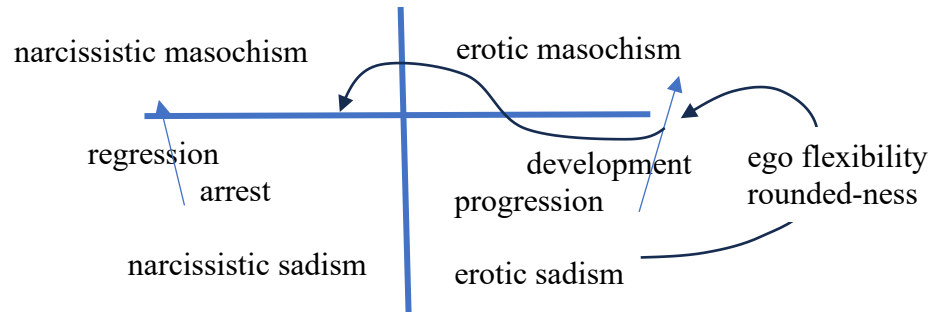 narcissistic masochism
erotic masochism
regression
arrest
development
progression
ego flexibility
rounded-ness
narcissistic sadism
erotic sadism